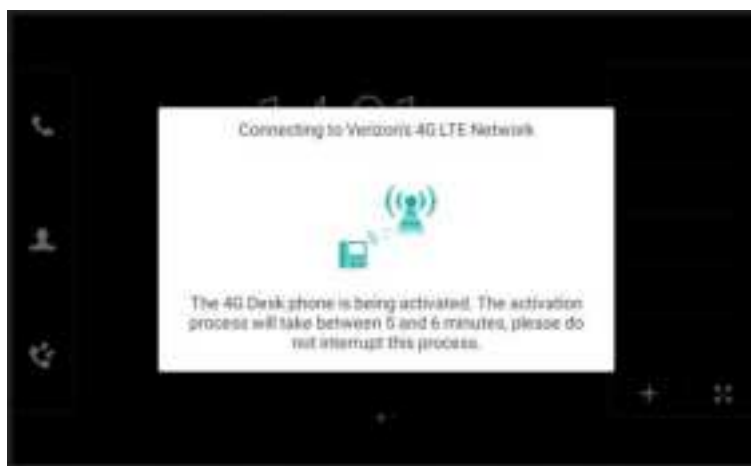 Connecting to Verizon's 4G LTE Network
The 4G Desk phone is being activated. The activation
process will take between 5 and 6 minutes, please do
not interrupt this process.